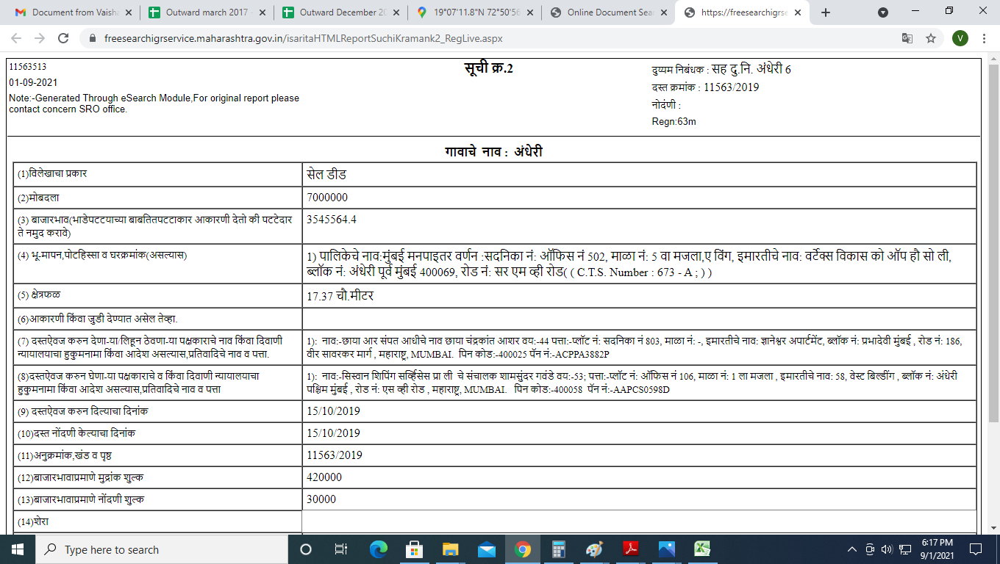 Document from Vaisha
Outward march 2017 -
Outward December 20
19°07'11.8"N 72°50'56
Online Document Sea
https://freesearchigrse
freesearchigrservice.maharashtra.gov.in/isaritaHTMLReportSuchiKramank2_RegLive.aspx
V
11563513
01-09-2021
Note:-Generated Through eSearch Module,For original report please
contact concern SRO office.
सूची क्र.2
दुय्यम निबंधक : सह दु.नि. अंधेरी 6
दस्त क्रमांक : 11563/2019
नोदंणी :
Regn:63m
गावाचे नाव : अंधेरी
(1)विलेखाचा प्रकार
सेल डीड
(2)मोबदला
7000000
(3) बाजारभाव(भाडेपटटयाच्या बाबतितपटटाकार आकारणी देतो की पटटेदार
ते नमुद करावे)
3545564.4
(4) भू-मापन,पोटहिस्सा व घरक्रमांक(असल्यास)
1) पालिकेचे नाव:मुंबई मनपाइतर वर्णन :सदनिका नं: ऑफिस नं 502, माळा नं: 5 वा मजला,ए विंग, इमारतीचे नाव: वर्टेक्स विकास को ऑप हौ सो ली,
ब्लॉक नं: अंधेरी पूर्व मुंबई 400069, रोड नं: सर एम व्ही रोड( ( C.T.S. Number : 673 - A ; ) )
(5) क्षेत्रफळ
17.37 चौ.मीटर
(6)आकारणी किंवा जुडी देण्यात असेल तेव्हा.
(7) दस्तऐवज करुन देणा-या/लिहून ठेवणा-या पक्षकाराचे नाव किंवा दिवाणी
न्यायालयाचा हुकुमनामा किंवा आदेश असल्यास,प्रतिवादिचे नाव व पत्ता.
1): नाव:-छाया आर संपत आधीचे नाव छाया चंद्रकांत आशर वय:-44 पत्ता:-प्लॉट नं: सदनिका नं 803, माळा नं: -, इमारतीचे नाव: ज्ञानेश्वर अपार्टमेंट, ब्लॉक नं: प्रभादेवी मुंबई , रोड नं: 186,
वीर सावरकर मार्ग , महाराष्ट्र, MUMBAI. पिन कोड:-400025 पॅन नं:-ACPPA3882P
(8)दस्तऐवज करुन घेणा-या पक्षकाराचे व किंवा दिवाणी न्यायालयाचा
हुकुमनामा किंवा आदेश असल्यास,प्रतिवादिचे नाव व पत्ता
1): नाव:-सिस्वान शिपिंग सर्व्हिसेस प्रा ली चे संचालक शामसुंदर गवंडे वय:-53; पत्ता:-प्लॉट नं: ऑफिस नं 106, माळा नं: 1 ला मजला , इमारतीचे नाव: 58, वेस्ट बिल्डींग , ब्लॉक नं: अंधेरी
पश्चिम मुंबई , रोड नं: एस व्ही रोड , महाराष्ट्र, MUMBAI. पिन कोड:-400058 पॅन नं:-AAPCS0598D
(9) दस्तऐवज करुन दिल्याचा दिनांक
15/10/2019
(10)दस्त नोंदणी केल्याचा दिनांक
15/10/2019
(11)अनुक्रमांक,खंड व पृष्ठ
11563/2019
(12)बाजारभावाप्रमाणे मुद्रांक शुल्क
420000
(13)बाजारभावाप्रमाणे नोंदणी शुल्क
30000
(14)शेरा
Type here to search
6:17 PM
9/1/2021